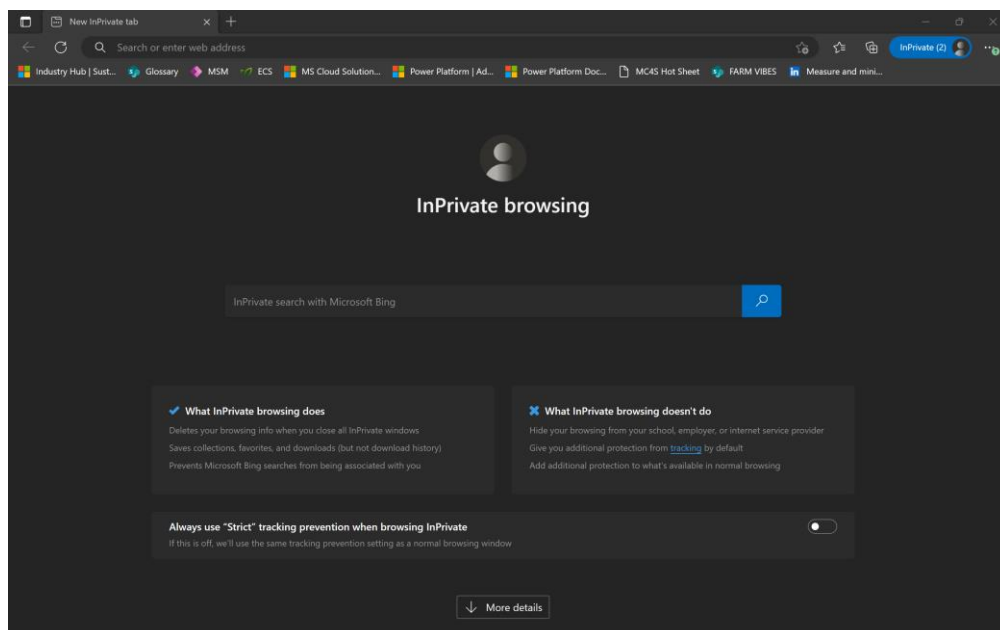 New InPrivate tab
Search or enter web address
InPrivate (2)
Industry Hub | Sust... Glossary MSM ECS MS Cloud Solution... Power Platform | Ad... Power Platform Doc... MC4S Hot Sheet FARM VIBES Measure and mini...
InPrivate browsing
InPrivate search with Microsoft Bing
What InPrivate browsing does
Deletes your browsing info when you close all InPrivate windows
Saves collections, favorites, and downloads (but not download history)
Prevents Microsoft Bing searches from being associated with you
What InPrivate browsing doesn't do
Hide your browsing from your school, employer, or internet service provider
Give you additional protection from tracking by default
Add additional protection to what's available in normal browsing
Always use "Strict" tracking prevention when browsing InPrivate
If this is off, we'll use the same tracking prevention setting as a normal browsing window
More details